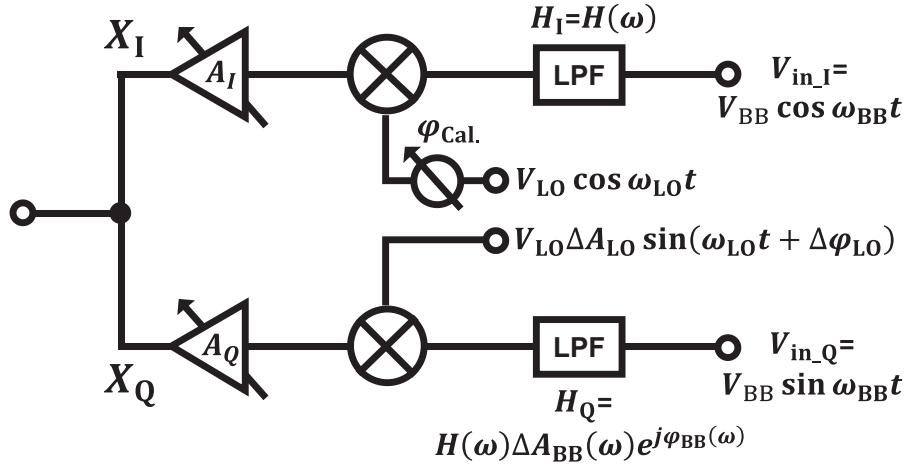 X_I
A_I
H_I=H(ω)
LPF
V_in_I=
V_BB cos ω_BB t
φ_Cal.
V_LO cos ω_LO t
V_LO ΔA_LO sin(ω_LO t + Δφ_LO)
X_Q
A_Q
LPF
V_in_Q=
V_BB sin ω_BB t
H_Q=
H(ω)ΔA_BB(ω)e^jφ_BB(ω)